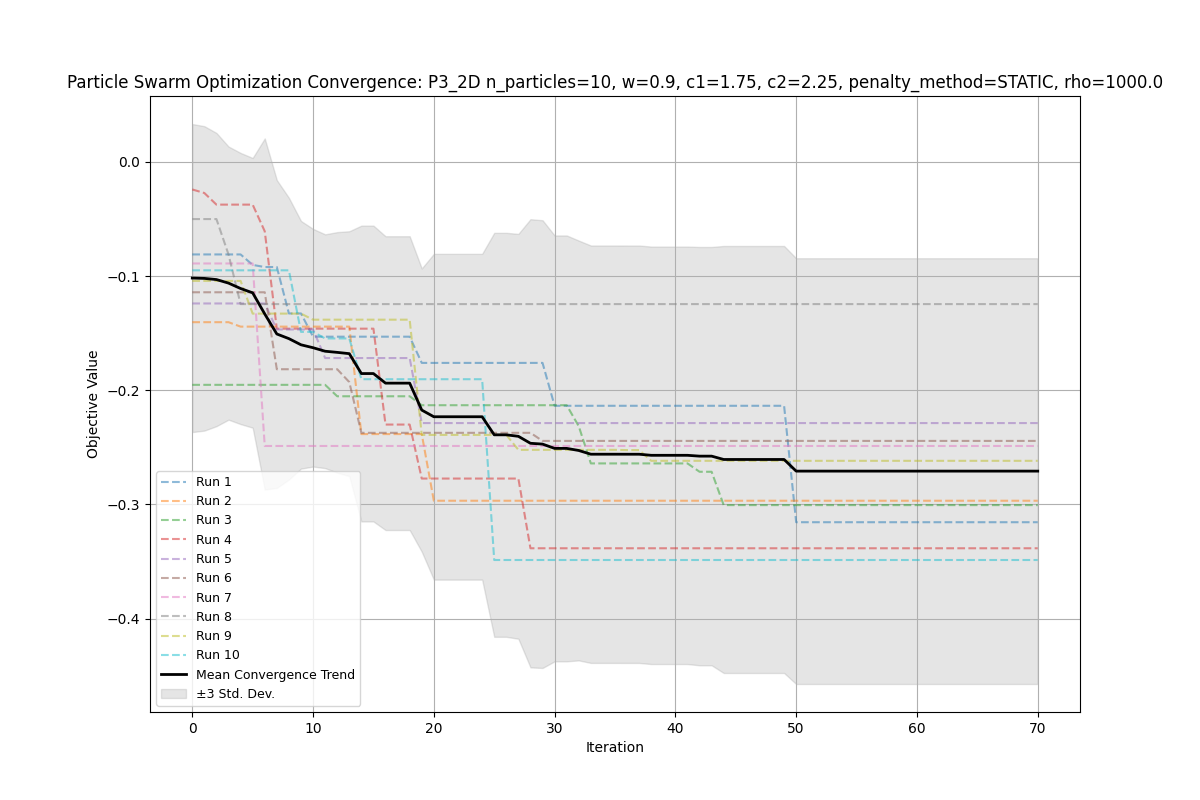 Particle Swarm Optimization Convergence: P3_2D n_particles=10, w=0.9, c1=1.75, c2=2.25, penalty_method=STATIC, rho=1000.0
Objective Value
0.0
−0.1
−0.2
−0.3
−0.4
Run 1
Run 2
Run 3
Run 4
Run 5
Run 6
Run 7
Run 8
Run 9
Run 10
Mean Convergence Trend
±3 Std. Dev.
0 10 20 30 40 50 60 70
Iteration